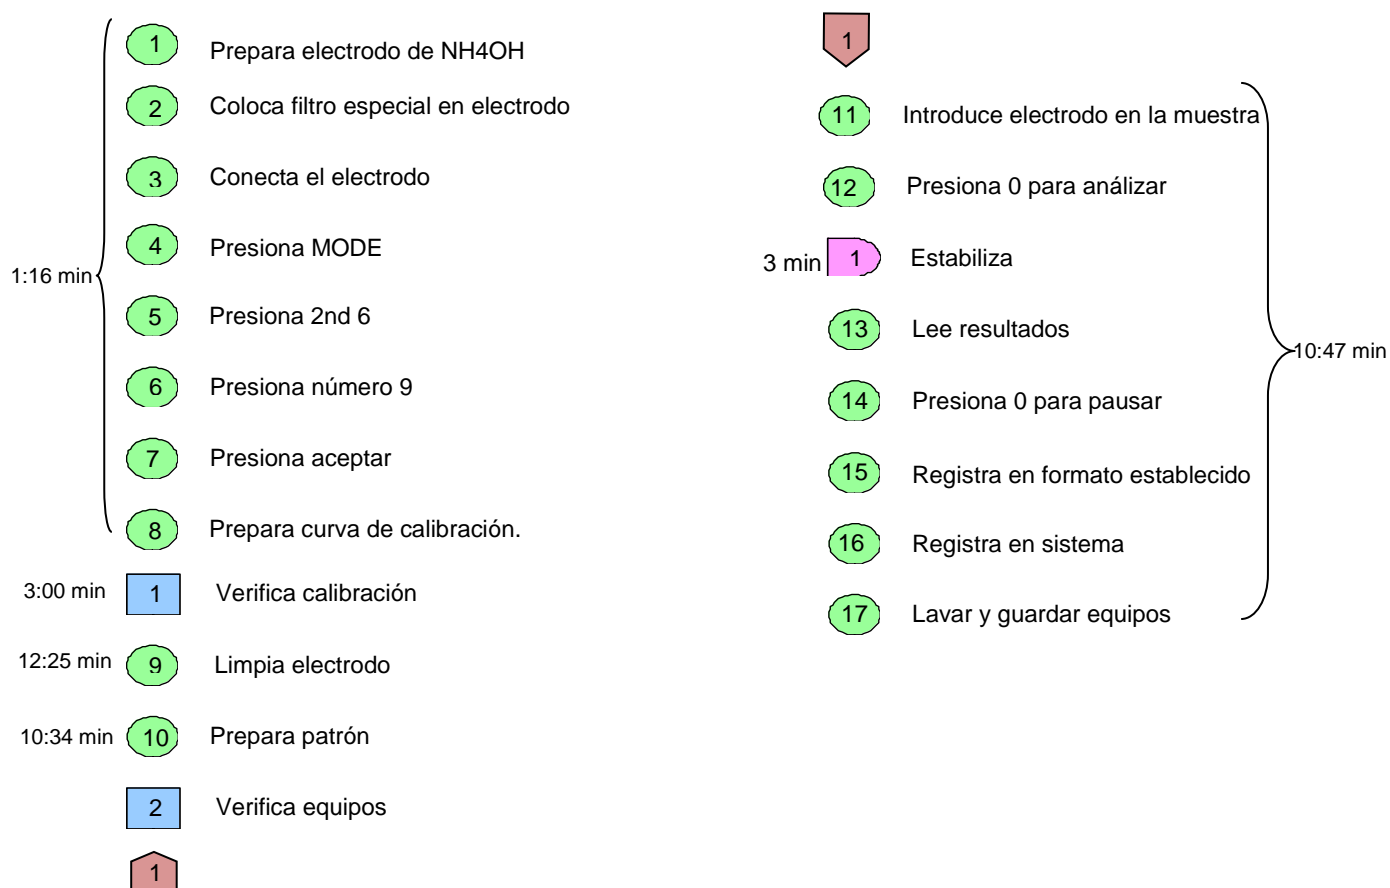 1 Prepara electrodo de NH4OH
2 Coloca filtro especial en electrodo
3 Conecta el electrodo
4 Presiona MODE
1:16 min
5 Presiona 2nd 6
6 Presiona número 9
7 Presiona aceptar
8 Prepara curva de calibración.
3:00 min 1 Verifica calibración
12:25 min 9 Limpia electrodo
10:34 min 10 Prepara patrón
2 Verifica equipos
1
1
11 Introduce electrodo en la muestra
12 Presiona 0 para análizar
3 min 1 Estabiliza
13 Lee resultados
10:47 min
14 Presiona 0 para pausar
15 Registra en formato establecido
16 Registra en sistema
17 Lavar y guardar equipos